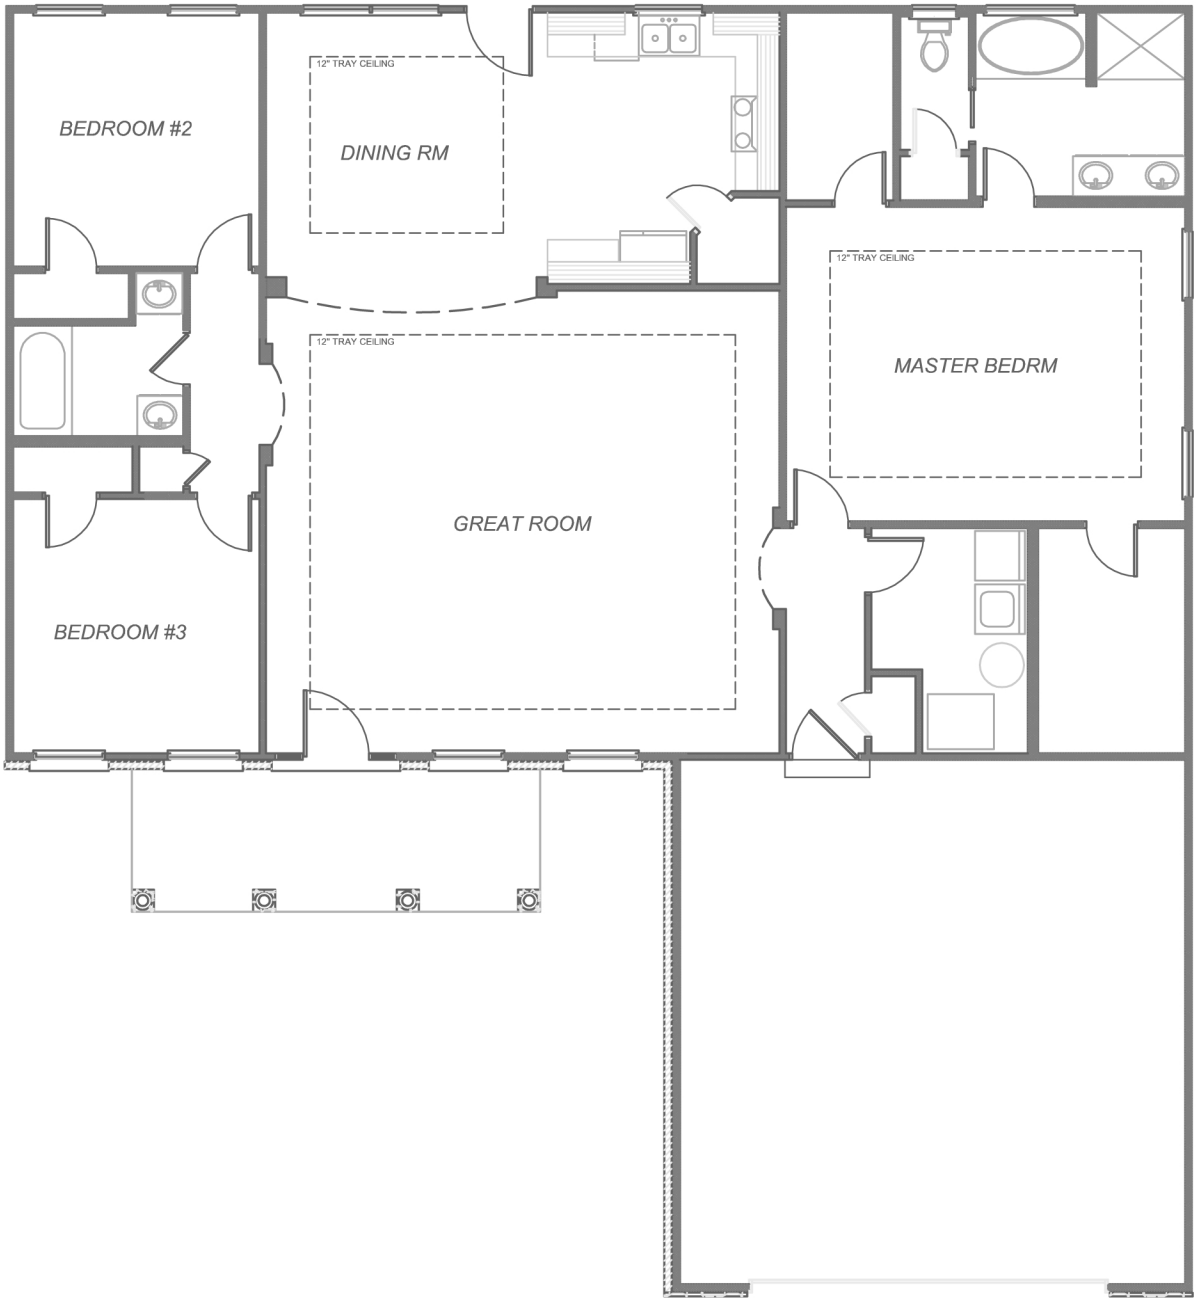 12" TRAY CEILING
BEDROOM #2
DINING RM
12" TRAY CEILING
12" TRAY CEILING
MASTER BEDRM
GREAT ROOM
BEDROOM #3